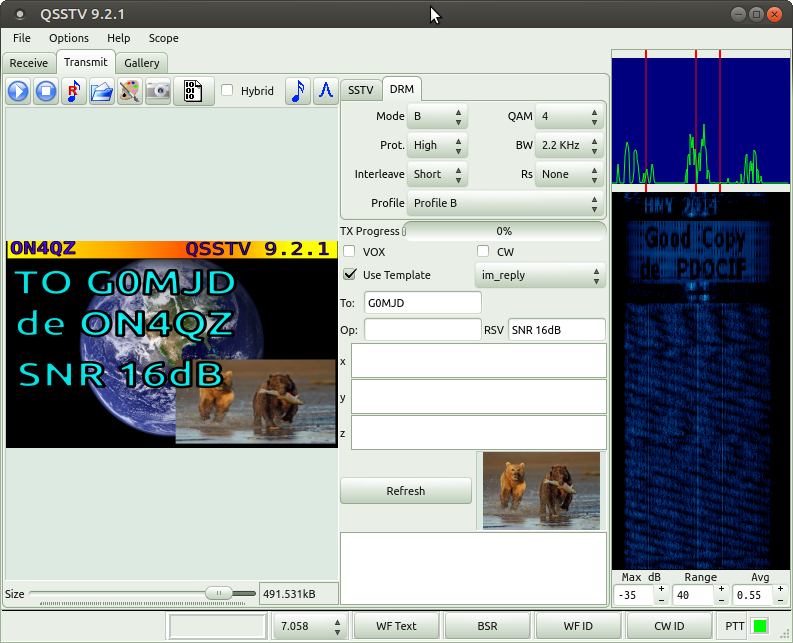 QSSTV 9.2.1
File Options Help Scope
Receive Transmit Gallery
Hybrid
SSTV DRM
Mode B QAM 4
Prot. High BW 2.2 KHz
Interleave Short Rs None
Profile Profile B
TX Progress 0%
VOX CW
Use Template im_reply
To: G0MJD
Op: RSV SNR 16dB
x
y
z
Refresh
ON4QZ QSSTV 9.2.1
TO G0MJD
de ON4QZ
SNR 16dB
Size 491.531kB
HNY 2014
Good Copy
de PD0CIF
Max dB Range Avg
-35 40 0.55
7.058 WF Text BSR WF ID CW ID PTT